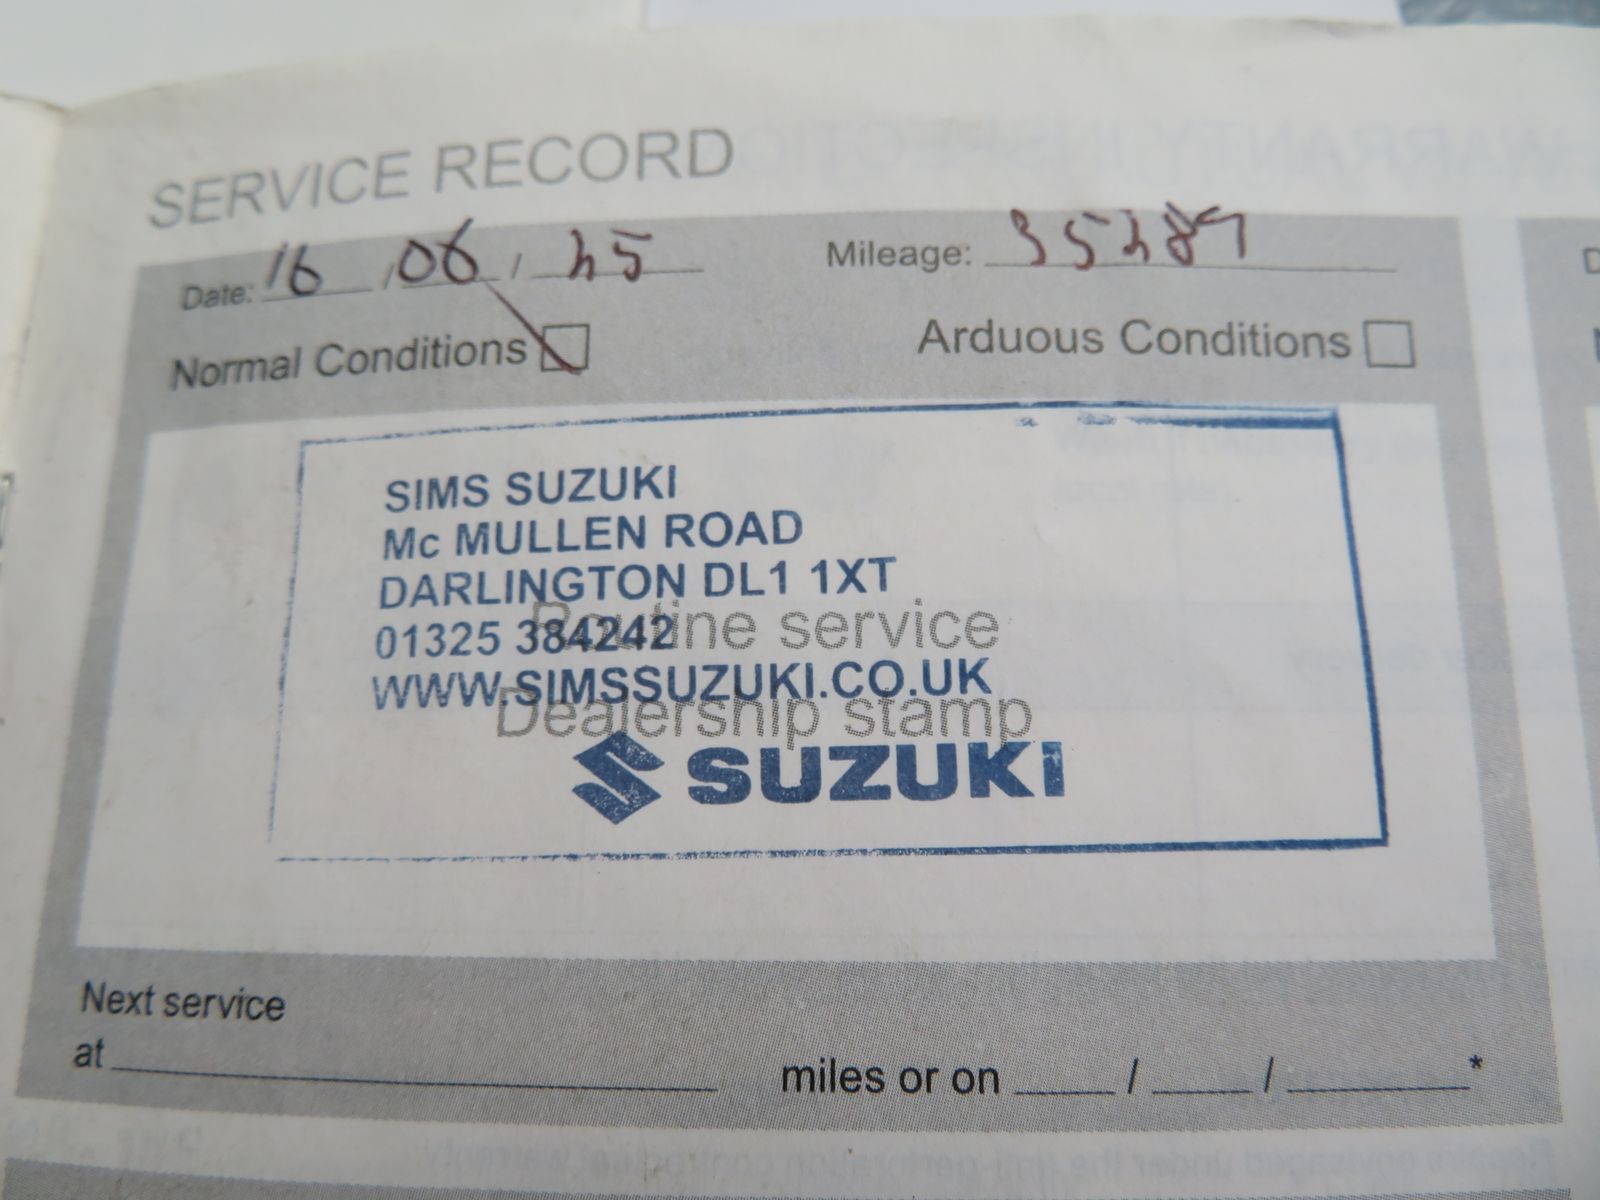 SERVICE RECORD
Date: 16 / 06 / 25 Mileage: 35289
Normal Conditions Arduous Conditions
SIMS SUZUKI
Mc MULLEN ROAD
DARLINGTON DL1 1XT
01325 384242
Routine service
WWW.SIMSSUZUKI.CO.UK
Dealership stamp
SUZUKI
Next service
at miles or on / / *